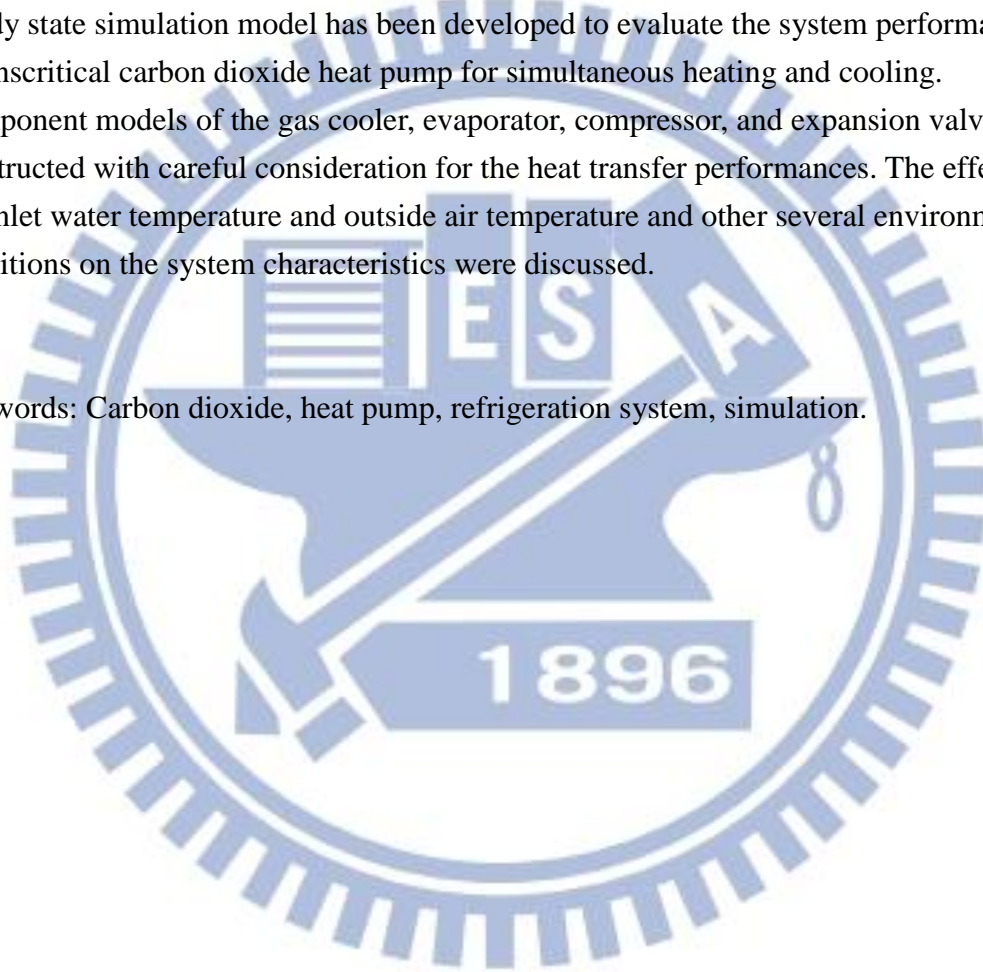 dy state simulation model has been developed to evaluate the system performa
nscritical carbon dioxide heat pump for simultaneous heating and cooling.
ponent models of the gas cooler, evaporator, compressor, and expansion valv
tructed with careful consideration for the heat transfer performances. The effe
nlet water temperature and outside air temperature and other several environm
itions on the system characteristics were discussed.
E S A
words: Carbon dioxide, heat pump, refrigeration system, simulation.
8
1896